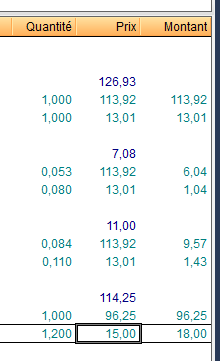 Quantité Prix Montant
126,93
1,000 113,92 113,92
1,000 13,01 13,01
7,08
0,053 113,92 6,04
0,080 13,01 1,04
11,00
0,084 113,92 9,57
0,110 13,01 1,43
114,25
1,000 96,25 96,25
1,200 15,00 18,00